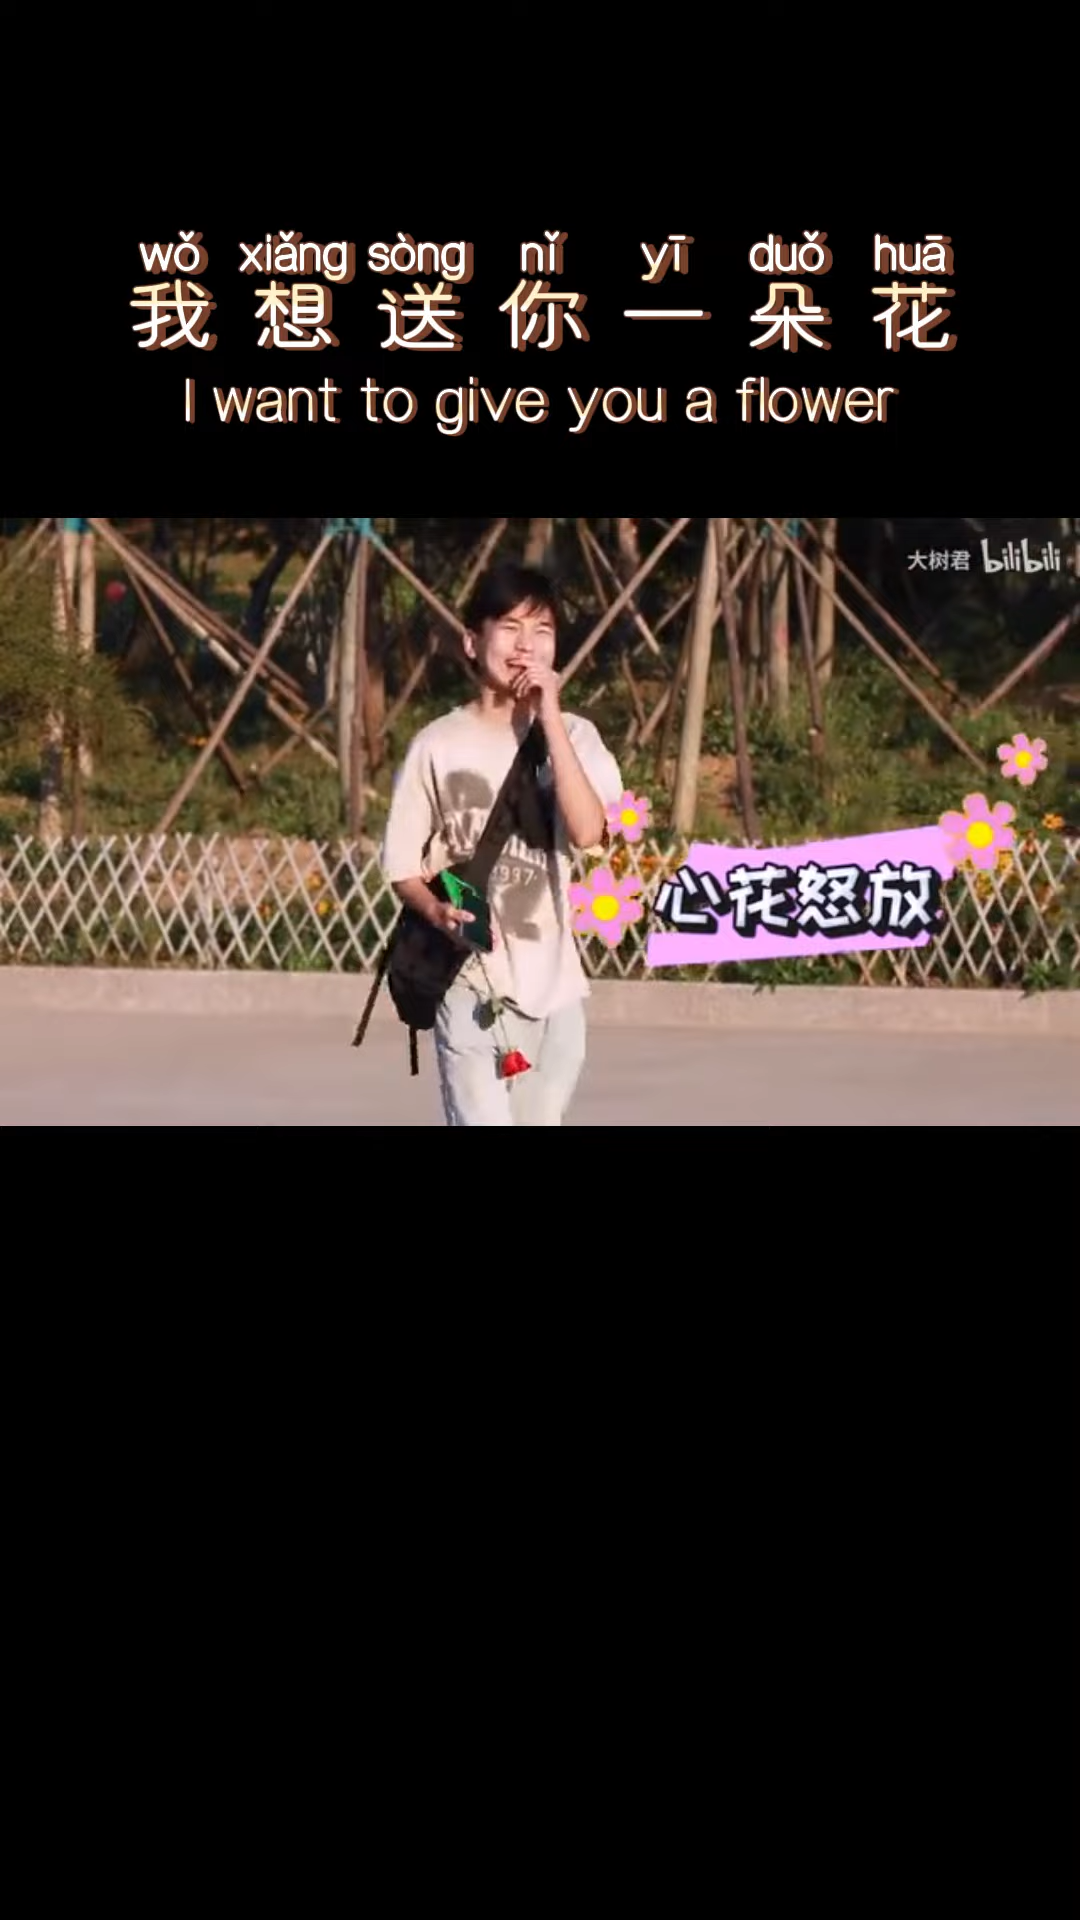 wǒ xiǎng sòng nǐ yī duǒ huā
我想送你一朵花
I want to give you a flower
大树君 bilibili
心花怒放
1997